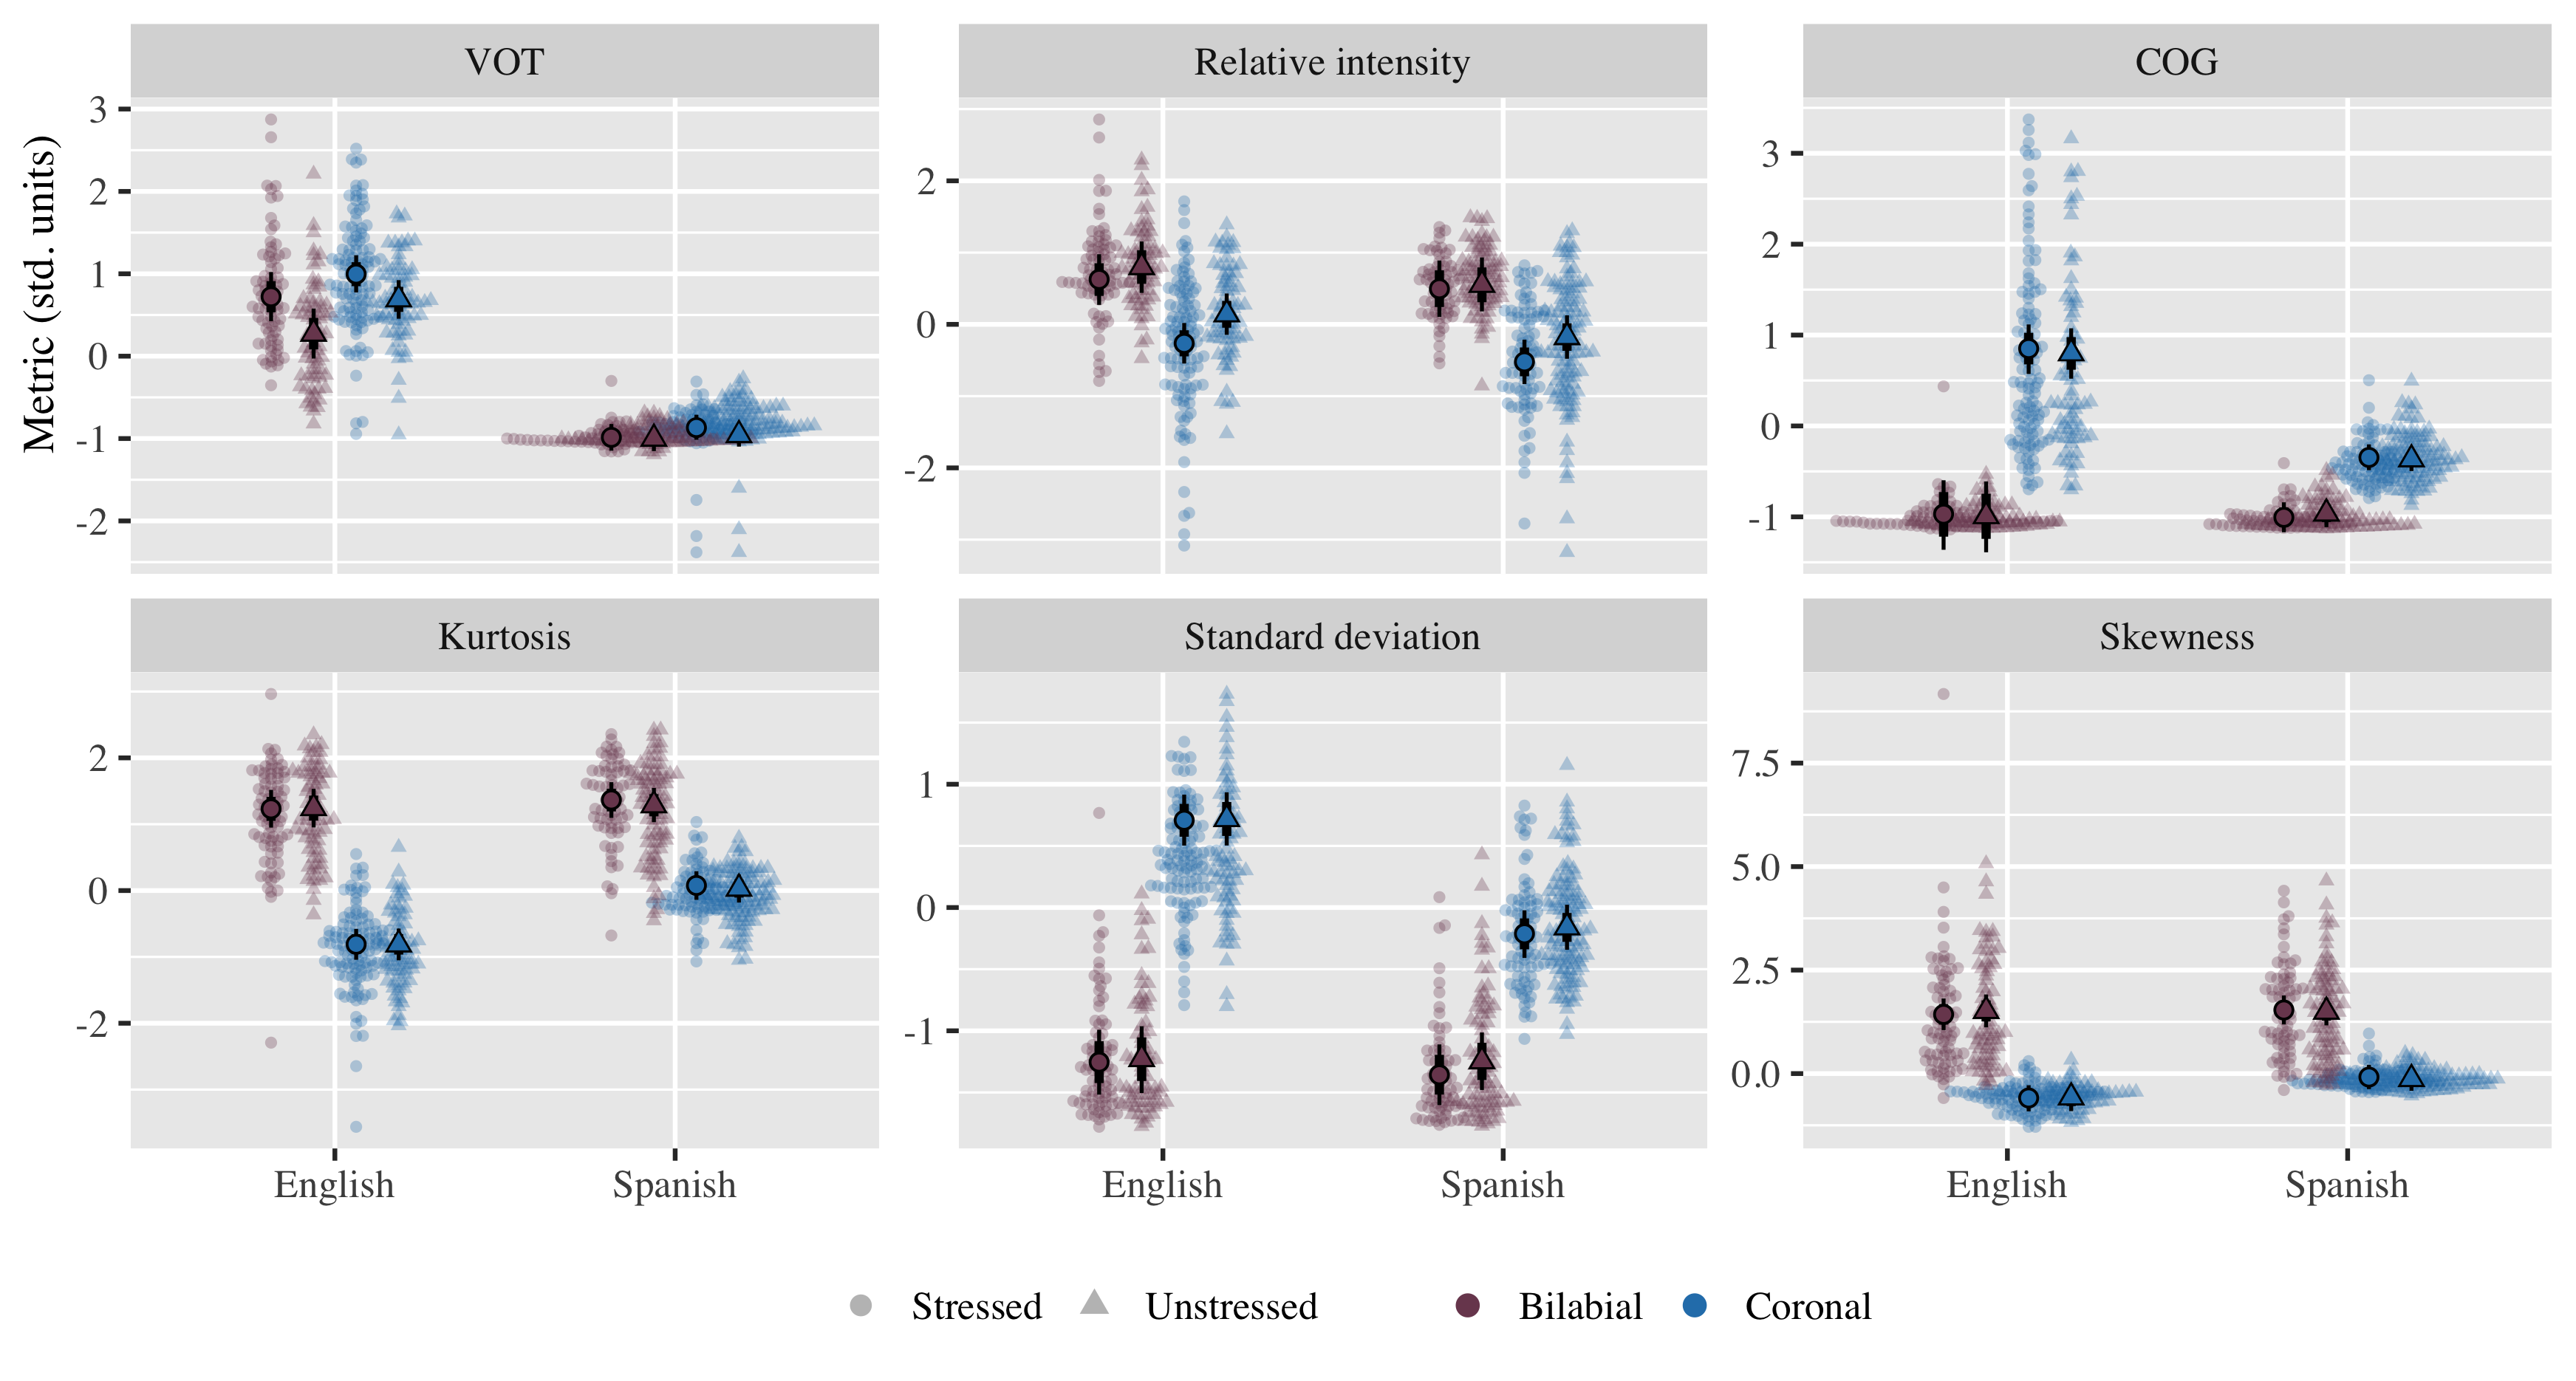 VOT
Relative intensity
COG
Metric (std. units)
3
2
1
0
-1
-2
2
0
-2
3
2
1
0
-1
Kurtosis
Standard deviation
Skewness
2
0
-2
1
0
-1
7.5
5.0
2.5
0.0
English Spanish
English Spanish
English Spanish
Stressed Unstressed Bilabial Coronal